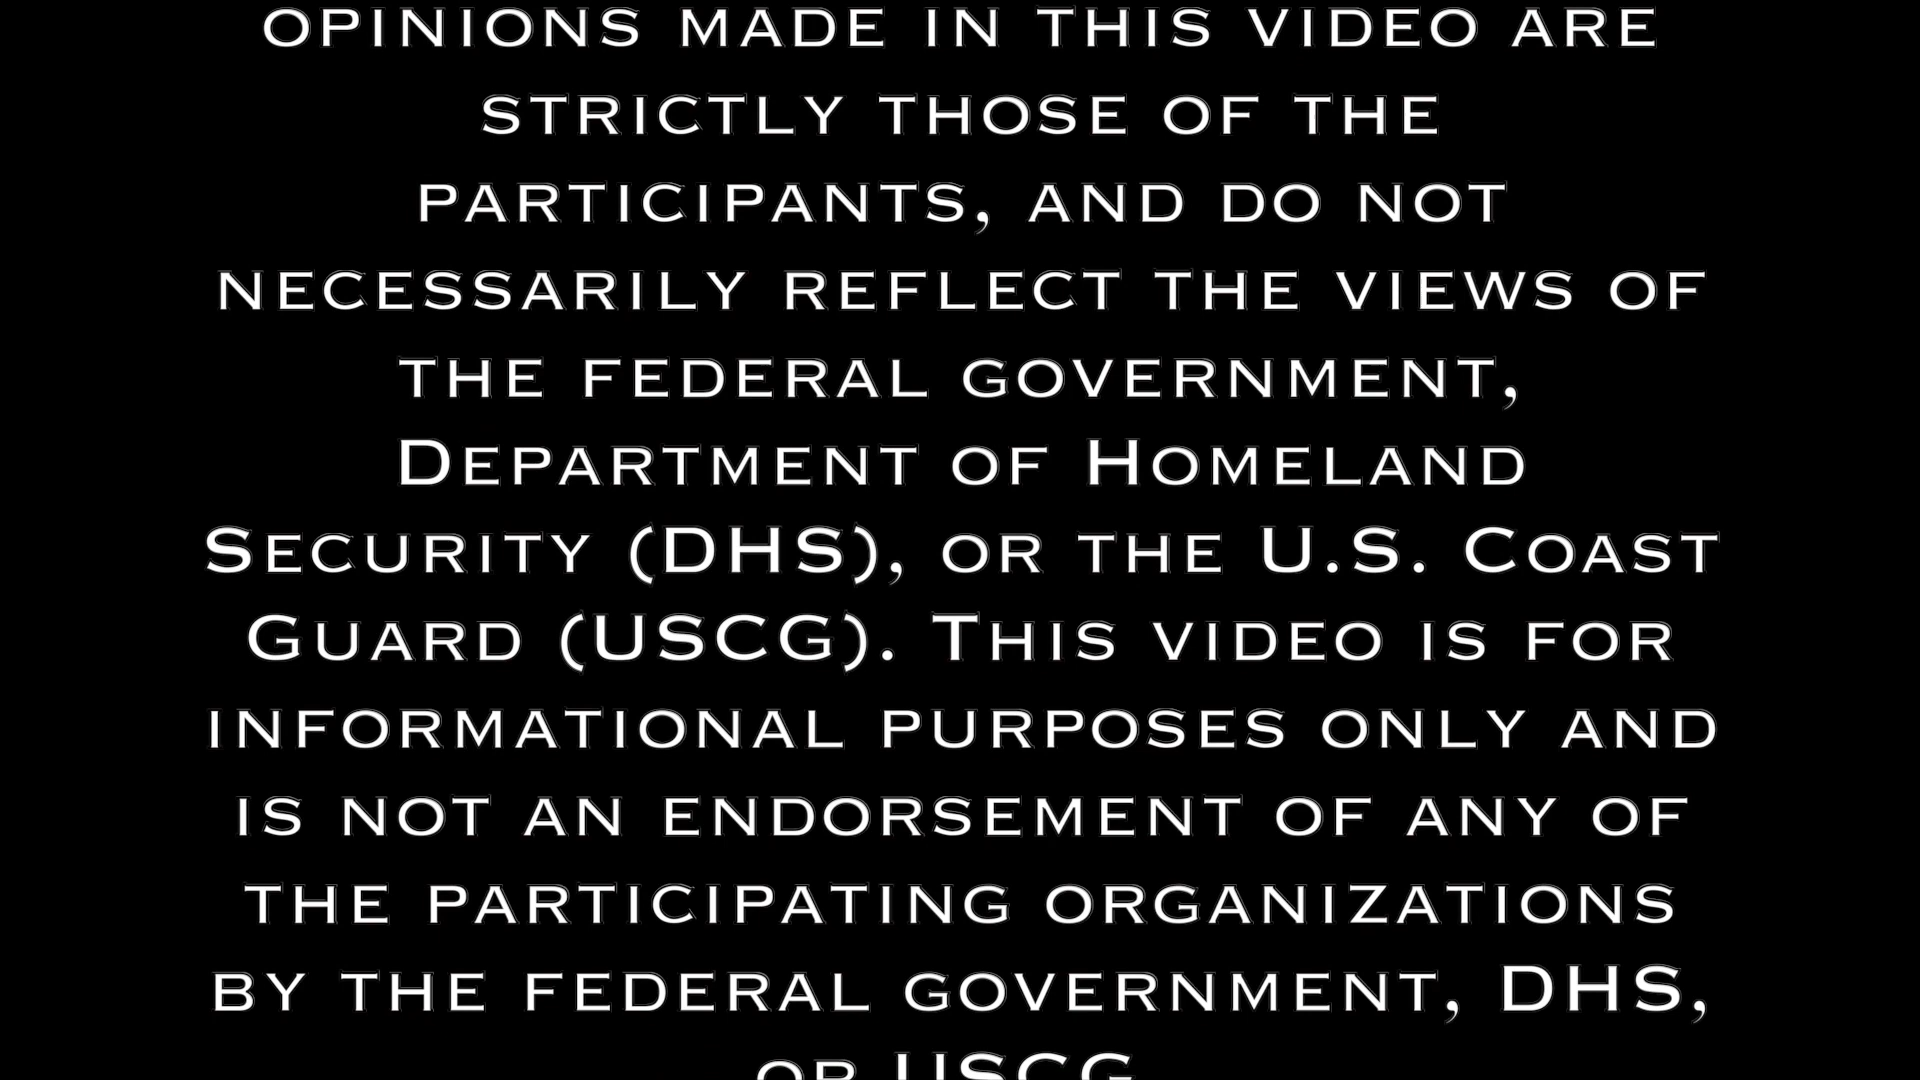 OPINIONS MADE IN THIS VIDEO ARE
STRICTLY THOSE OF THE
PARTICIPANTS, AND DO NOT
NECESSARILY REFLECT THE VIEWS OF
THE FEDERAL GOVERNMENT,
DEPARTMENT OF HOMELAND
SECURITY (DHS), OR THE U.S. COAST
GUARD (USCG). THIS VIDEO IS FOR
INFORMATIONAL PURPOSES ONLY AND
IS NOT AN ENDORSEMENT OF ANY OF
THE PARTICIPATING ORGANIZATIONS
BY THE FEDERAL GOVERNMENT, DHS,
OR USCG